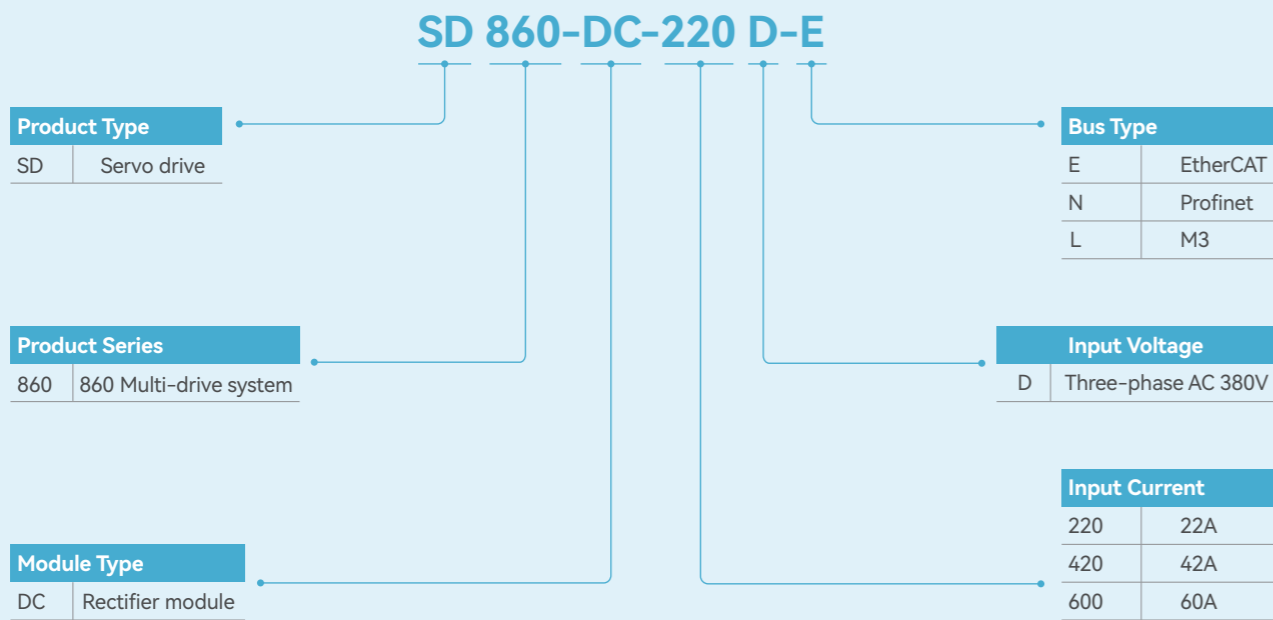 SD 860-DC-220 D-E
Product Type
SD Servo drive
Product Series
860 860 Multi-drive system
Module Type
DC Rectifier module
Bus Type
E EtherCAT
N Profinet
L M3
Input Voltage
D Three-phase AC 380V
Input Current
220 22A
420 42A
600 60A